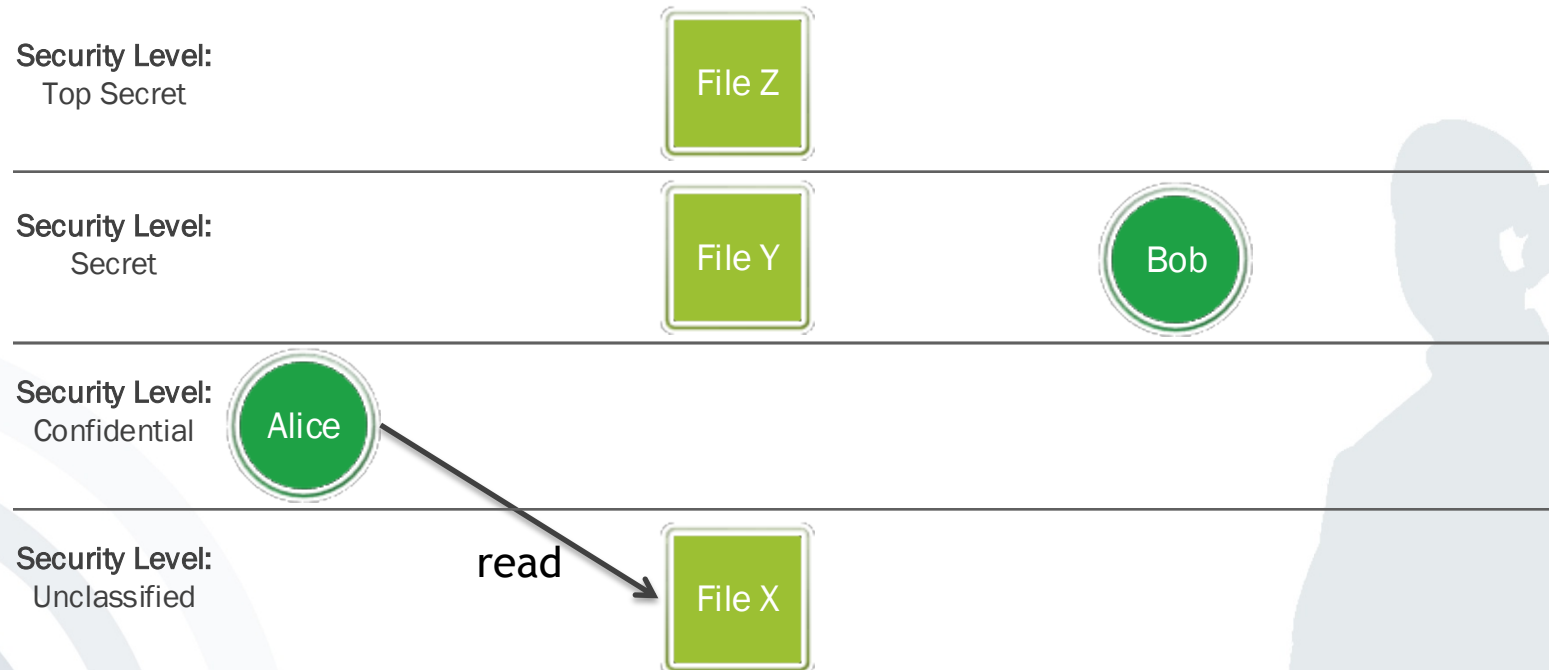 Security Level:
Top Secret
File Z
Security Level:
Secret
File Y
Bob
Security Level:
Confidential
Alice
read
Security Level:
Unclassified
File X